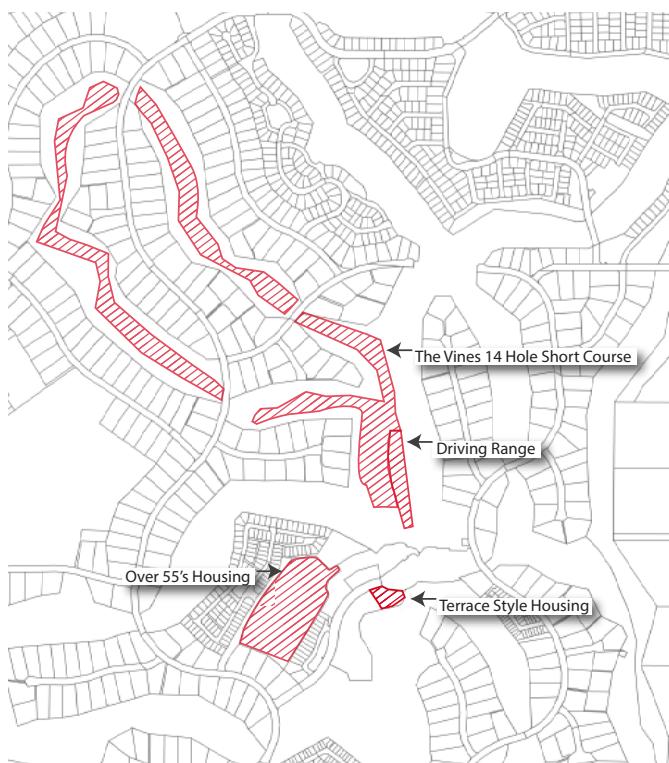 The Vines 14 Hole Short Course
Driving Range
Over 55's Housing
Terrace Style Housing